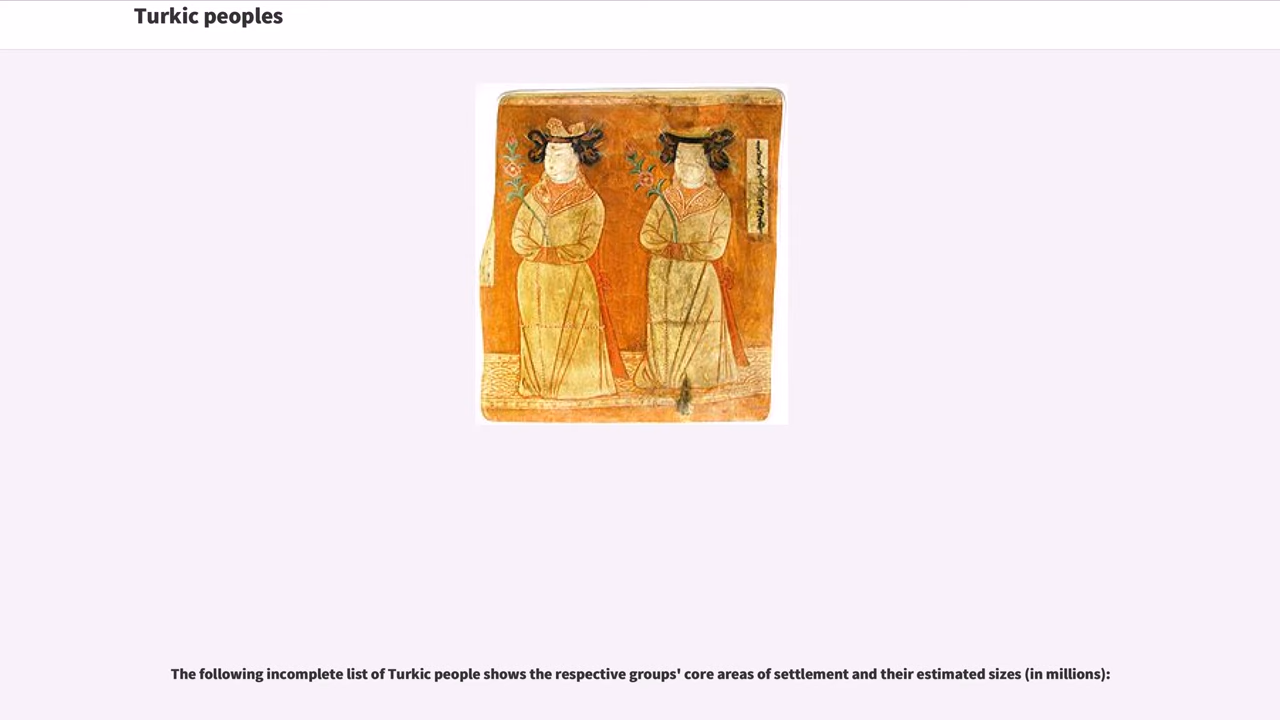 Turkic peoples
The following incomplete list of Turkic people shows the respective groups' core areas of settlement and their estimated sizes (in millions):